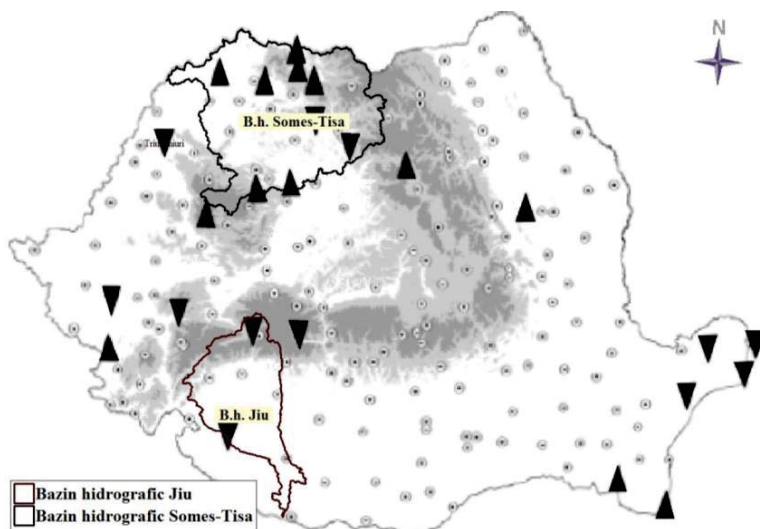 N
B.h. Somes-Tisa
B.h. Jiu
Bazin hidrografic Jiu
Bazin hidrografic Somes-Tisa